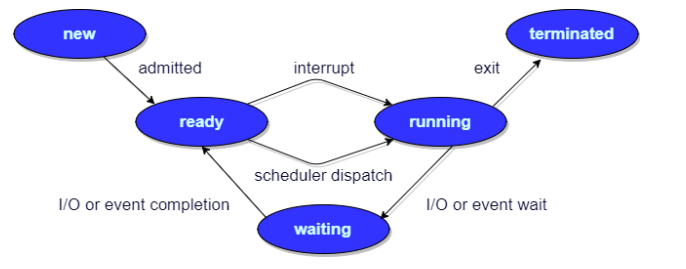 new
terminated
admitted
interrupt
exit
ready
running
scheduler dispatch
I/O or event completion
I/O or event wait
waiting